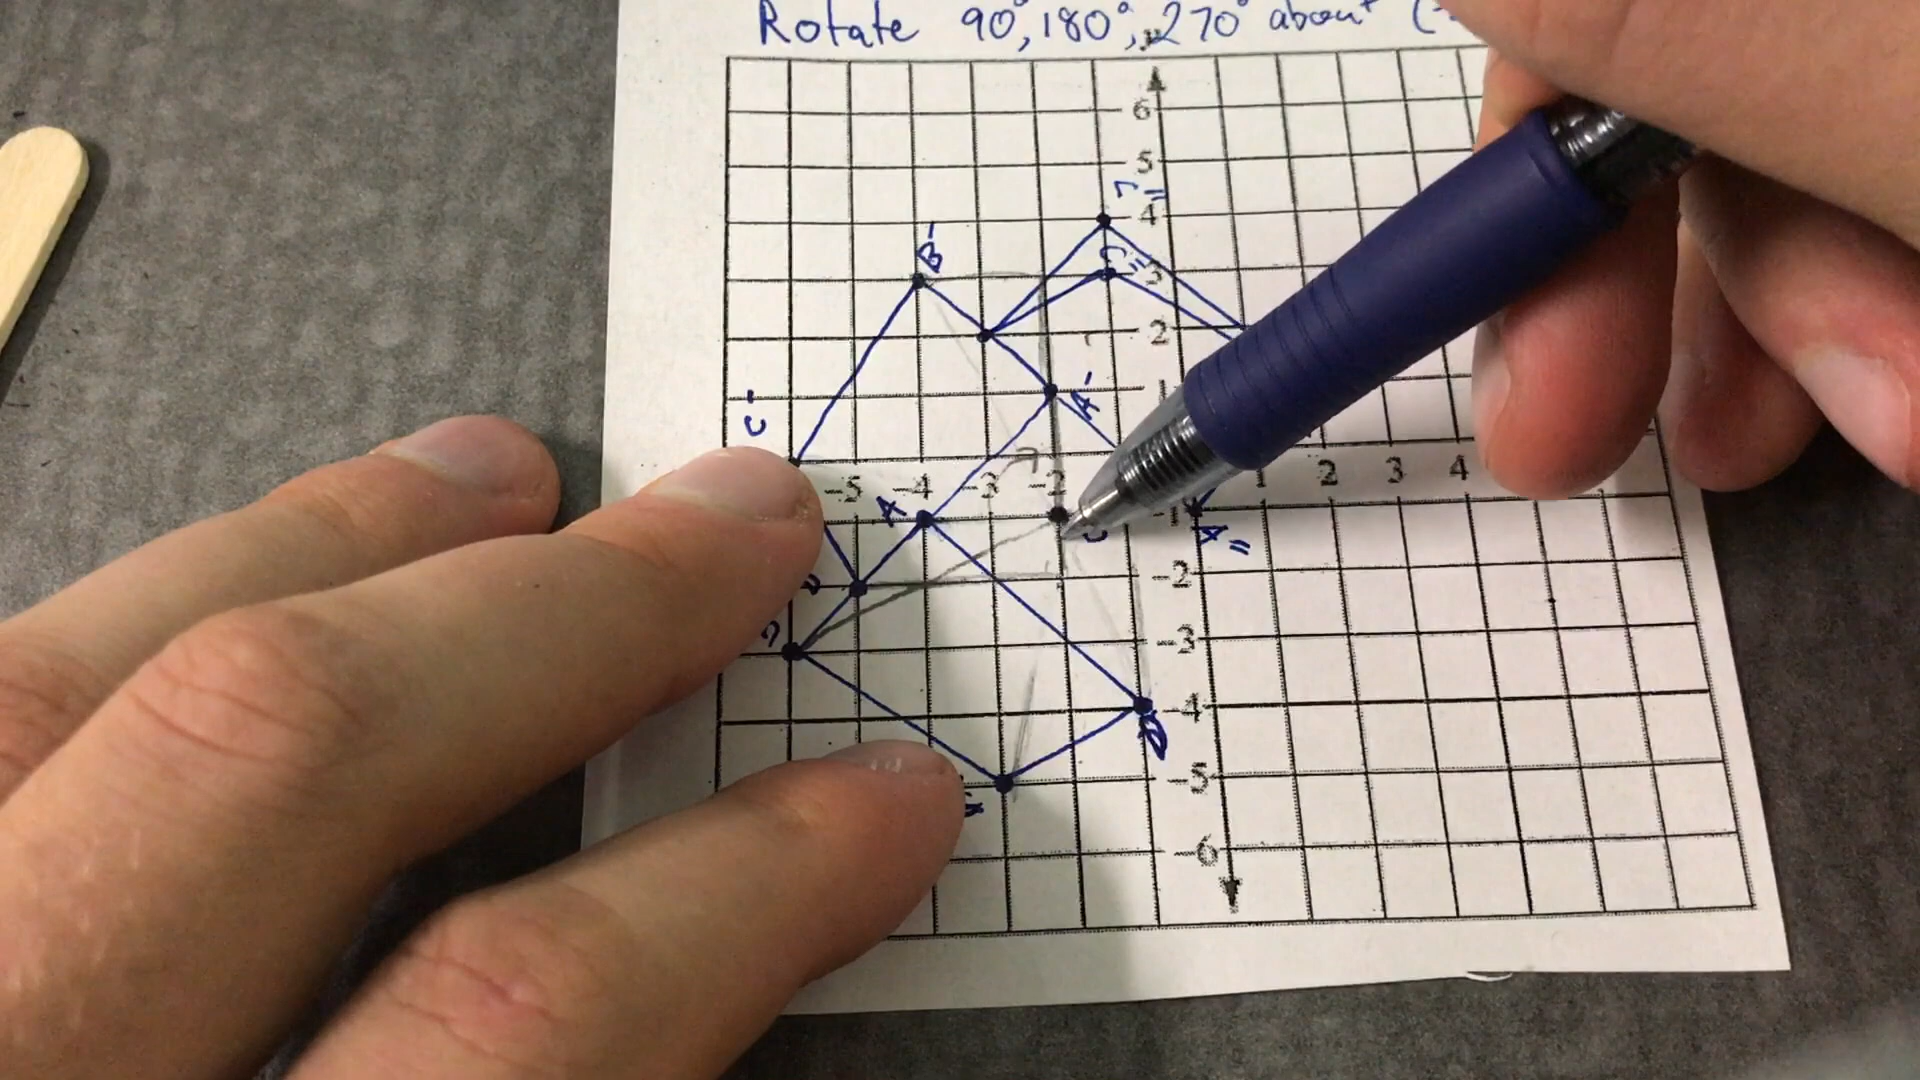 Rotate 90°, 180°, 270° about (-
y
6
5
4
B'
C"
3
2
C'
1
A'
-5 -4 -3 -2 1 2 3 4
A
A"
-2
-3
-4
D
-5
-6